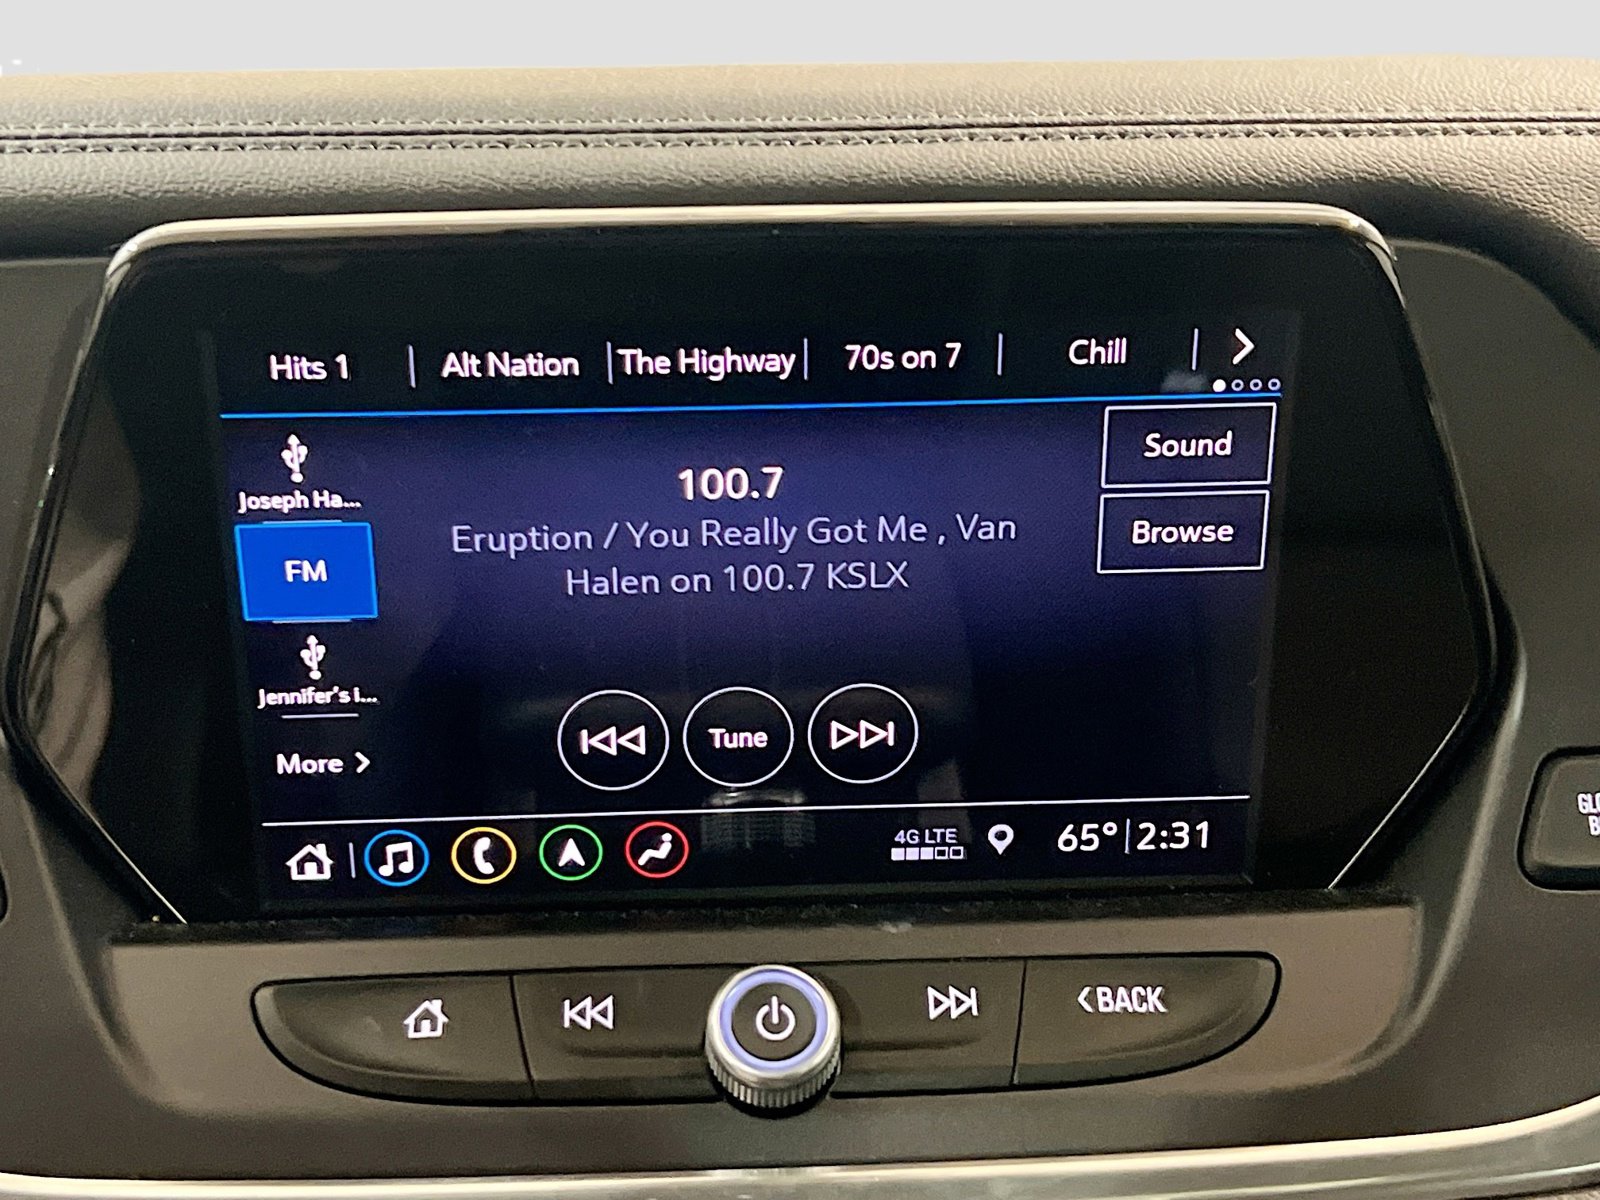 Hits 1 | Alt Nation | The Highway | 70s on 7 | Chill |
Sound
Joseph Ha...
100.7
Eruption / You Really Got Me , Van
Halen on 100.7 KSLX
Browse
FM
Jennifer's i...
More
Tune
4G LTE
65° | 2:31
BACK